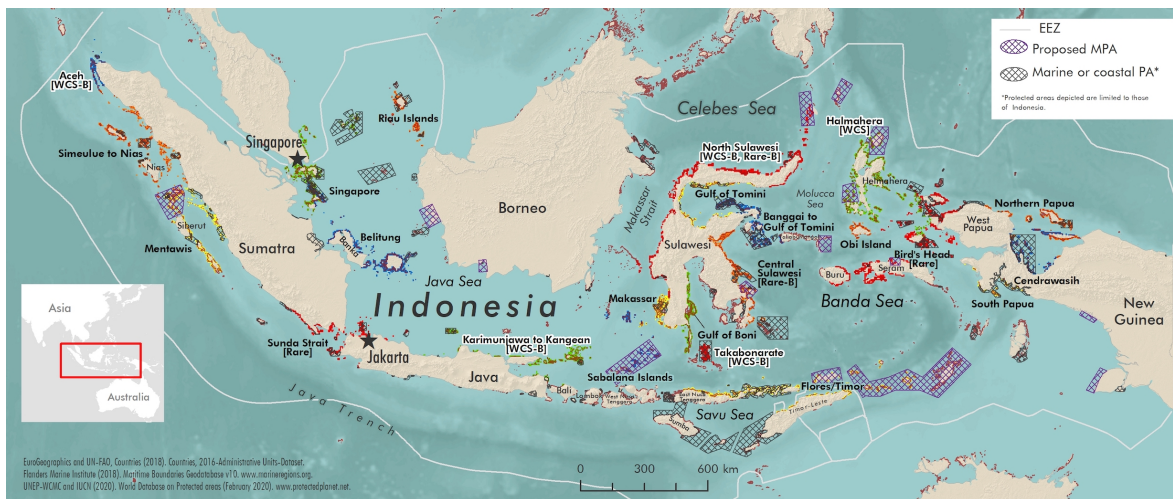 EEZ
Proposed MPA
Marine or coastal PA*
*Protected areas depicted are limited to those
of Indonesia.
Aceh
[WCS-B]
Simeulue to Nias
Nias
Siberut
Mentawis
Sumatra
Singapore
Riau Islands
Singapore
Bangka
Belitung
Borneo
Java Sea
Indonesia
Celebes Sea
North Sulawesi
[WCS-B, Rare-B]
Makassar
Strait
Gulf of Tomini
Banggai to
Gulf of Tomini
Sulawesi
Central
Sulawesi
[Rare-B]
Makassar
Gulf of Boni
Takabonarate
[WCS-B]
Halmahera
[WCS]
Halmahera
Molucca
Sea
Obi Island
Bird's Head
[Rare]
Buru
Seram
Banda Sea
West
Papua
Northern Papua
Cendrawasih
South Papua
New
Guinea
Sunda Strait
[Rare]
Jakarta
Java
Karimunjawa to Kangean
[WCS-B]
Sabalana Islands
Bali
Lombok
West Nusa
Tenggara
East Nusa
Tenggara
Flores/Timor
Timor-Leste
Savu Sea
Sumba
Java Trench
Asia
Australia
0 300 600 km
EuroGeographics and UN-FAO, Countries (2018). Countries, 2016-Administrative Units-Dataset.
Flanders Marine Institute (2018). Maritime Boundaries Geodatabase v10. www.marineregions.org.
UNEP-WCMC and IUCN (2020). World Database on Protected areas (February 2020). www.protectedplanet.net.